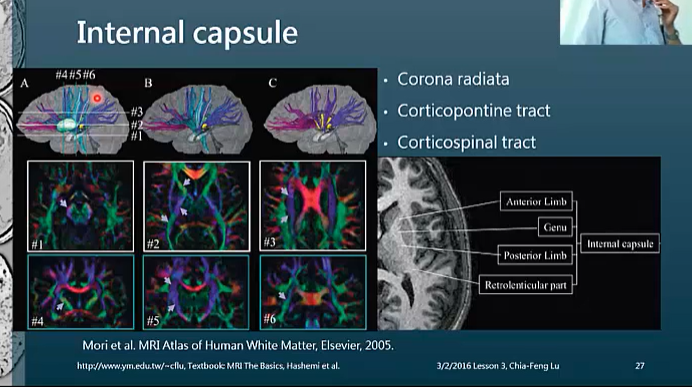 Internal capsule
A
#4#5#6
B
C
#3
#2
#1
#1
#2
#3
#4
#5
#6
• Corona radiata
• Corticopontine tract
• Corticospinal tract
Anterior Limb
Genu
Posterior Limb
Retrolenticular part
Internal capsule
Mori et al. MRI Atlas of Human White Matter, Elsevier, 2005.
http://www.ym.edu.tw/~cflu, Textbook: MRI The Basics, Hashemi et al.
3/2/2016 Lesson 3, Chia-Feng Lu
27